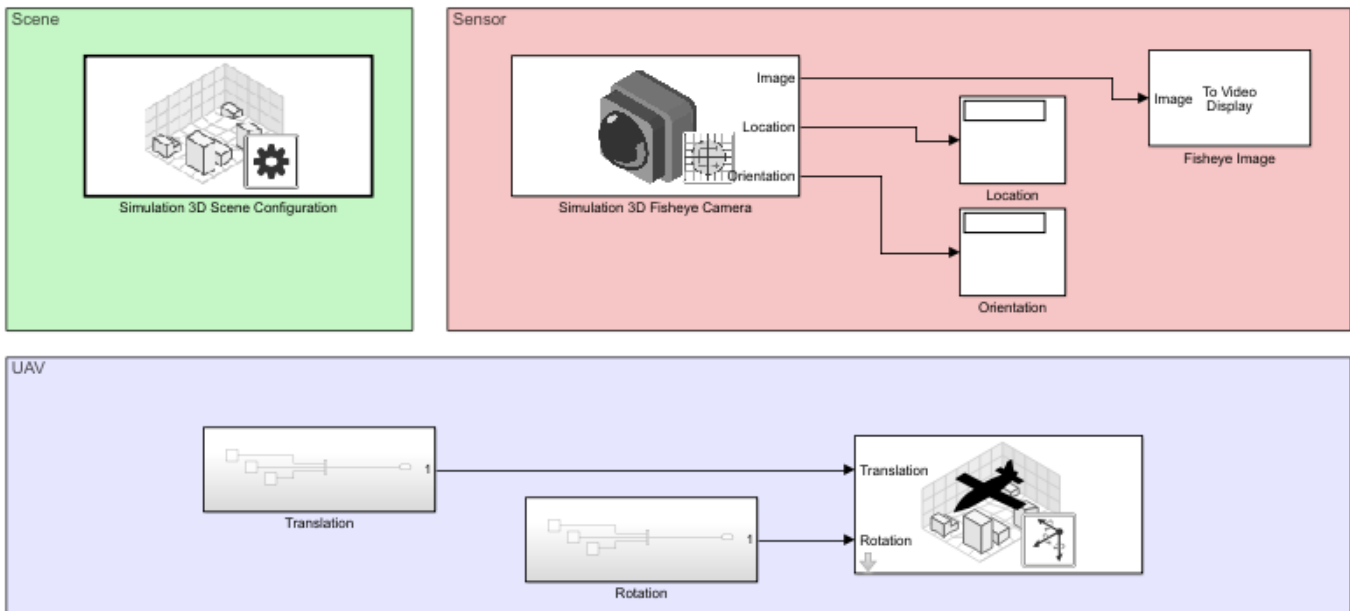 Scene
Simulation 3D Scene Configuration
Sensor
Image
Location
Orientation
Simulation 3D Fisheye Camera
Location
Orientation
Image
To Video
Display
Fisheye Image
UAV
1
Translation
1
Rotation
Translation
Rotation